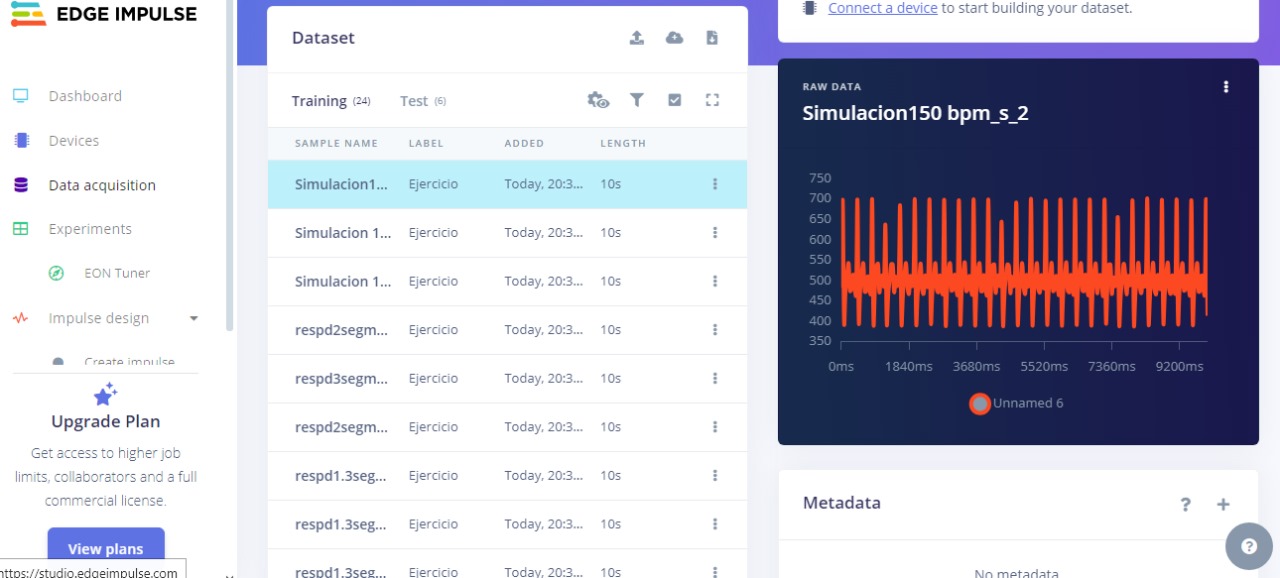 EDGE IMPULSE
Dashboard
Devices
Data acquisition
Experiments
EON Tuner
Impulse design
Create impulse
Upgrade Plan
Get access to higher job
limits, collaborators and a full
commercial license.
View plans
https://studio.edgeimpulse.com
Dataset
Training (24) Test (6)
SAMPLE NAME LABEL ADDED LENGTH
Simulacion1... Ejercicio Today, 20:3... 10s
Simulacion 1... Ejercicio Today, 20:3... 10s
Simulacion 1... Ejercicio Today, 20:3... 10s
respd2segm... Ejercicio Today, 20:3... 10s
respd3segm... Ejercicio Today, 20:3... 10s
respd2segm... Ejercicio Today, 20:3... 10s
respd1.3seg... Ejercicio Today, 20:3... 10s
respd1.3seg... Ejercicio Today, 20:3... 10s
respd1.3seg... Ejercicio Today, 20:3... 10s
Connect a device to start building your dataset.
RAW DATA
Simulacion150 bpm_s_2
750
700
650
600
550
500
450
400
350
0ms 1840ms 3680ms 5520ms 7360ms 9200ms
Unnamed 6
Metadata ? +
?
No metadata